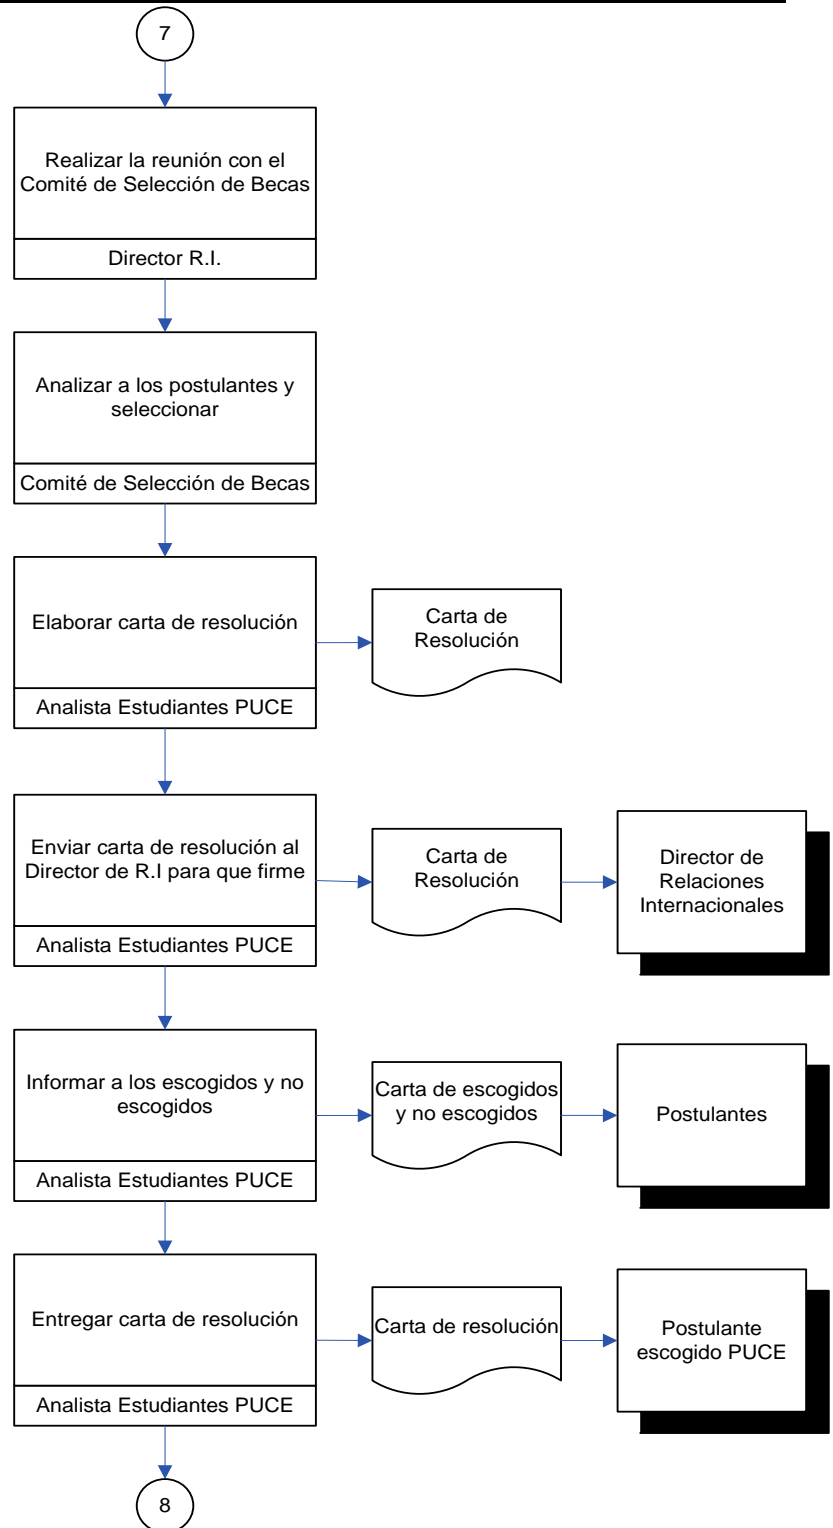 7
Realizar la reunión con el
Comité de Selección de Becas
Director R.I.
Analizar a los postulantes y
seleccionar
Comité de Selección de Becas
Elaborar carta de resolución
Analista Estudiantes PUCE
Carta de
Resolución
Enviar carta de resolución al
Director de R.I para que firme
Analista Estudiantes PUCE
Carta de
Resolución
Director de
Relaciones
Internacionales
Informar a los escogidos y no
escogidos
Analista Estudiantes PUCE
Carta de escogidos
y no escogidos
Postulantes
Entregar carta de resolución
Analista Estudiantes PUCE
Carta de resolución
Postulante
escogido PUCE
8